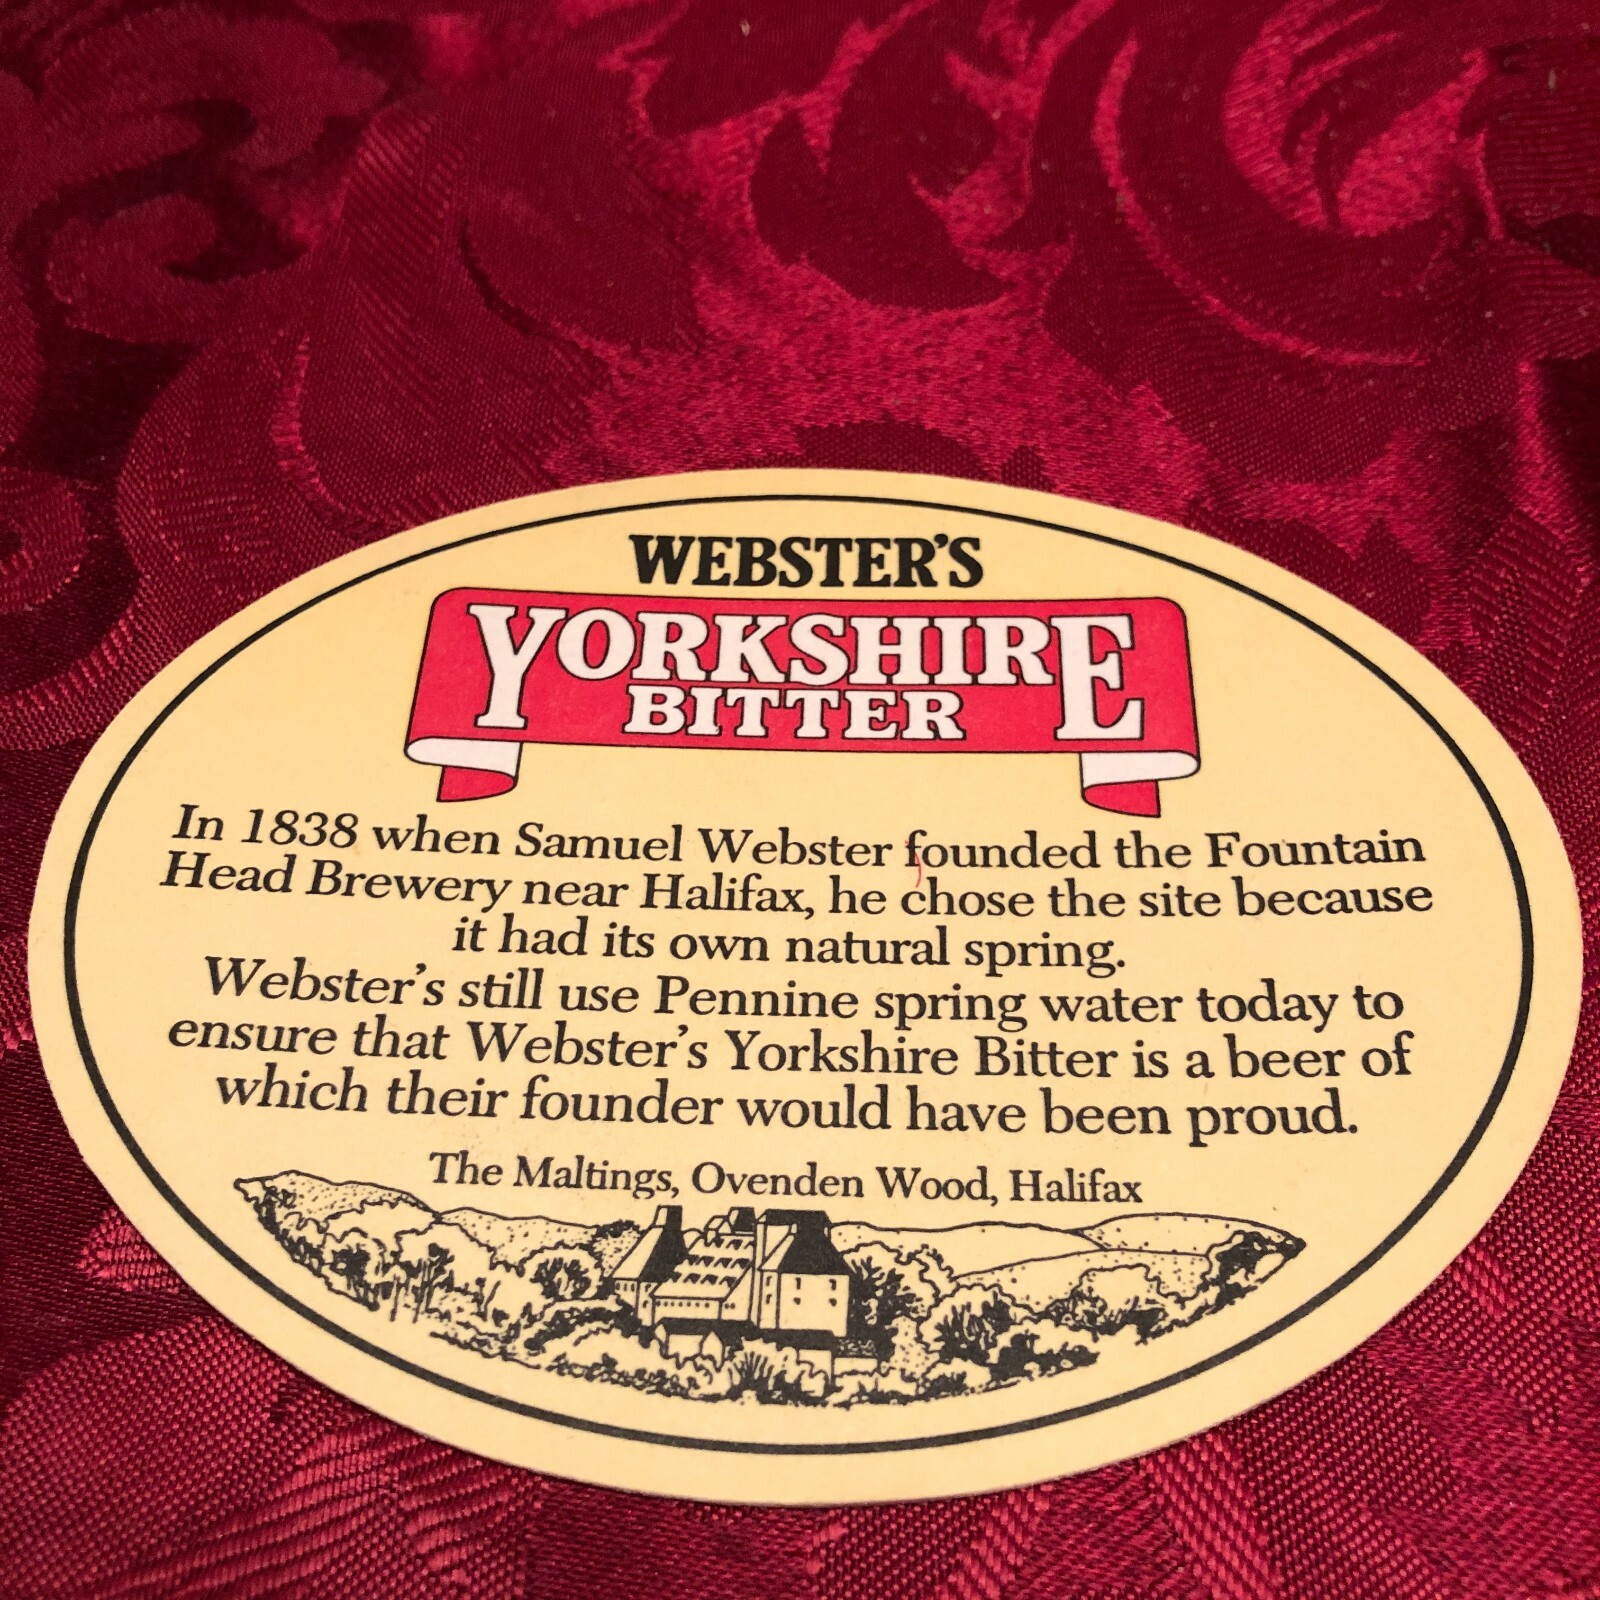 WEBSTER'S
YORKSHIRE
BITTER
In 1838 when Samuel Webster founded the Fountain
Head Brewery near Halifax, he chose the site because
it had its own natural spring.
Webster's still use Pennine spring water today to
ensure that Webster's Yorkshire Bitter is a beer of
which their founder would have been proud.
The Maltings, Ovenden Wood, Halifax